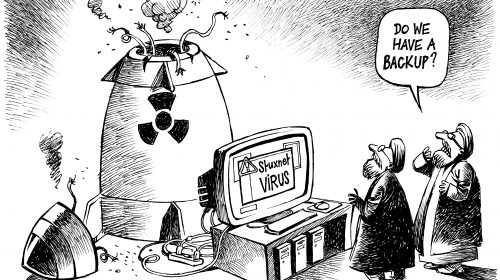 DO WE
HAVE A
BACKUP?
Stuxnet
VIRUS